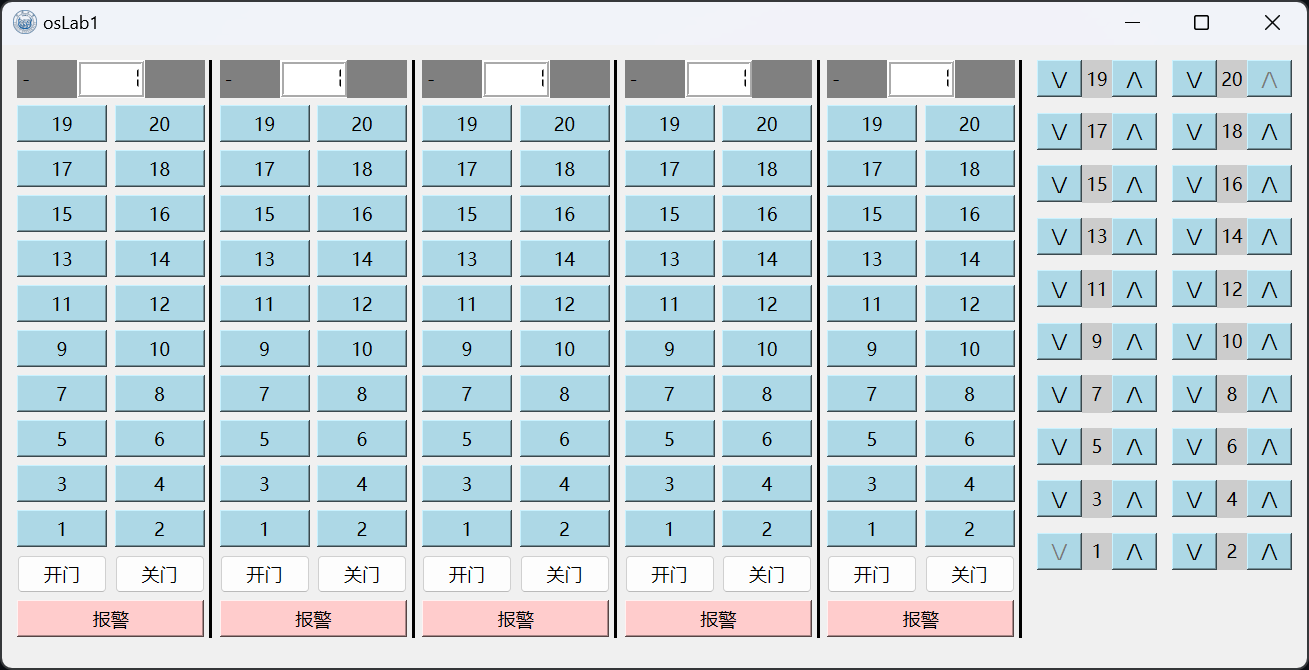 osLab1
- 1 - 1 - 1 - 1 - 1 \/ 19 /\ \/ 20 /\
19 20 19 20 19 20 19 20 19 20
\/ 17 /\ \/ 18 /\
17 18 17 18 17 18 17 18 17 18
\/ 15 /\ \/ 16 /\
15 16 15 16 15 16 15 16 15 16
\/ 13 /\ \/ 14 /\
13 14 13 14 13 14 13 14 13 14
\/ 11 /\ \/ 12 /\
11 12 11 12 11 12 11 12 11 12
\/ 9 /\ \/ 10 /\
9 10 9 10 9 10 9 10 9 10
\/ 7 /\ \/ 8 /\
7 8 7 8 7 8 7 8 7 8
\/ 5 /\ \/ 6 /\
5 6 5 6 5 6 5 6 5 6
\/ 3 /\ \/ 4 /\
3 4 3 4 3 4 3 4 3 4
\/ 1 /\ \/ 2 /\
1 2 1 2 1 2 1 2 1 2
开门 关门 开门 关门 开门 关门 开门 关门 开门 关门
报警 报警 报警 报警 报警